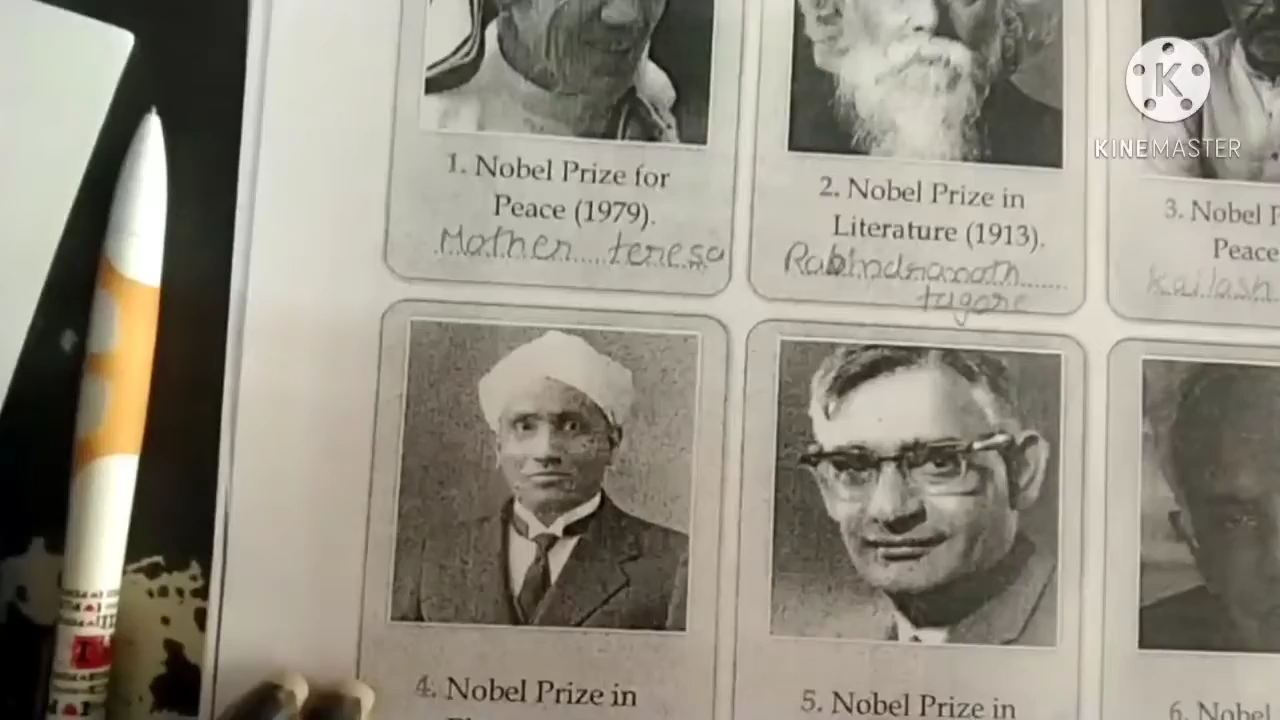 K
KINEMASTER
1. Nobel Prize for
Peace (1979).
Mother teresa
2. Nobel Prize in
Literature (1913).
Rabindranath
tagore
3. Nobel
Peace
Kailash
4. Nobel Prize in
5. Nobel Prize in
6. Nobel